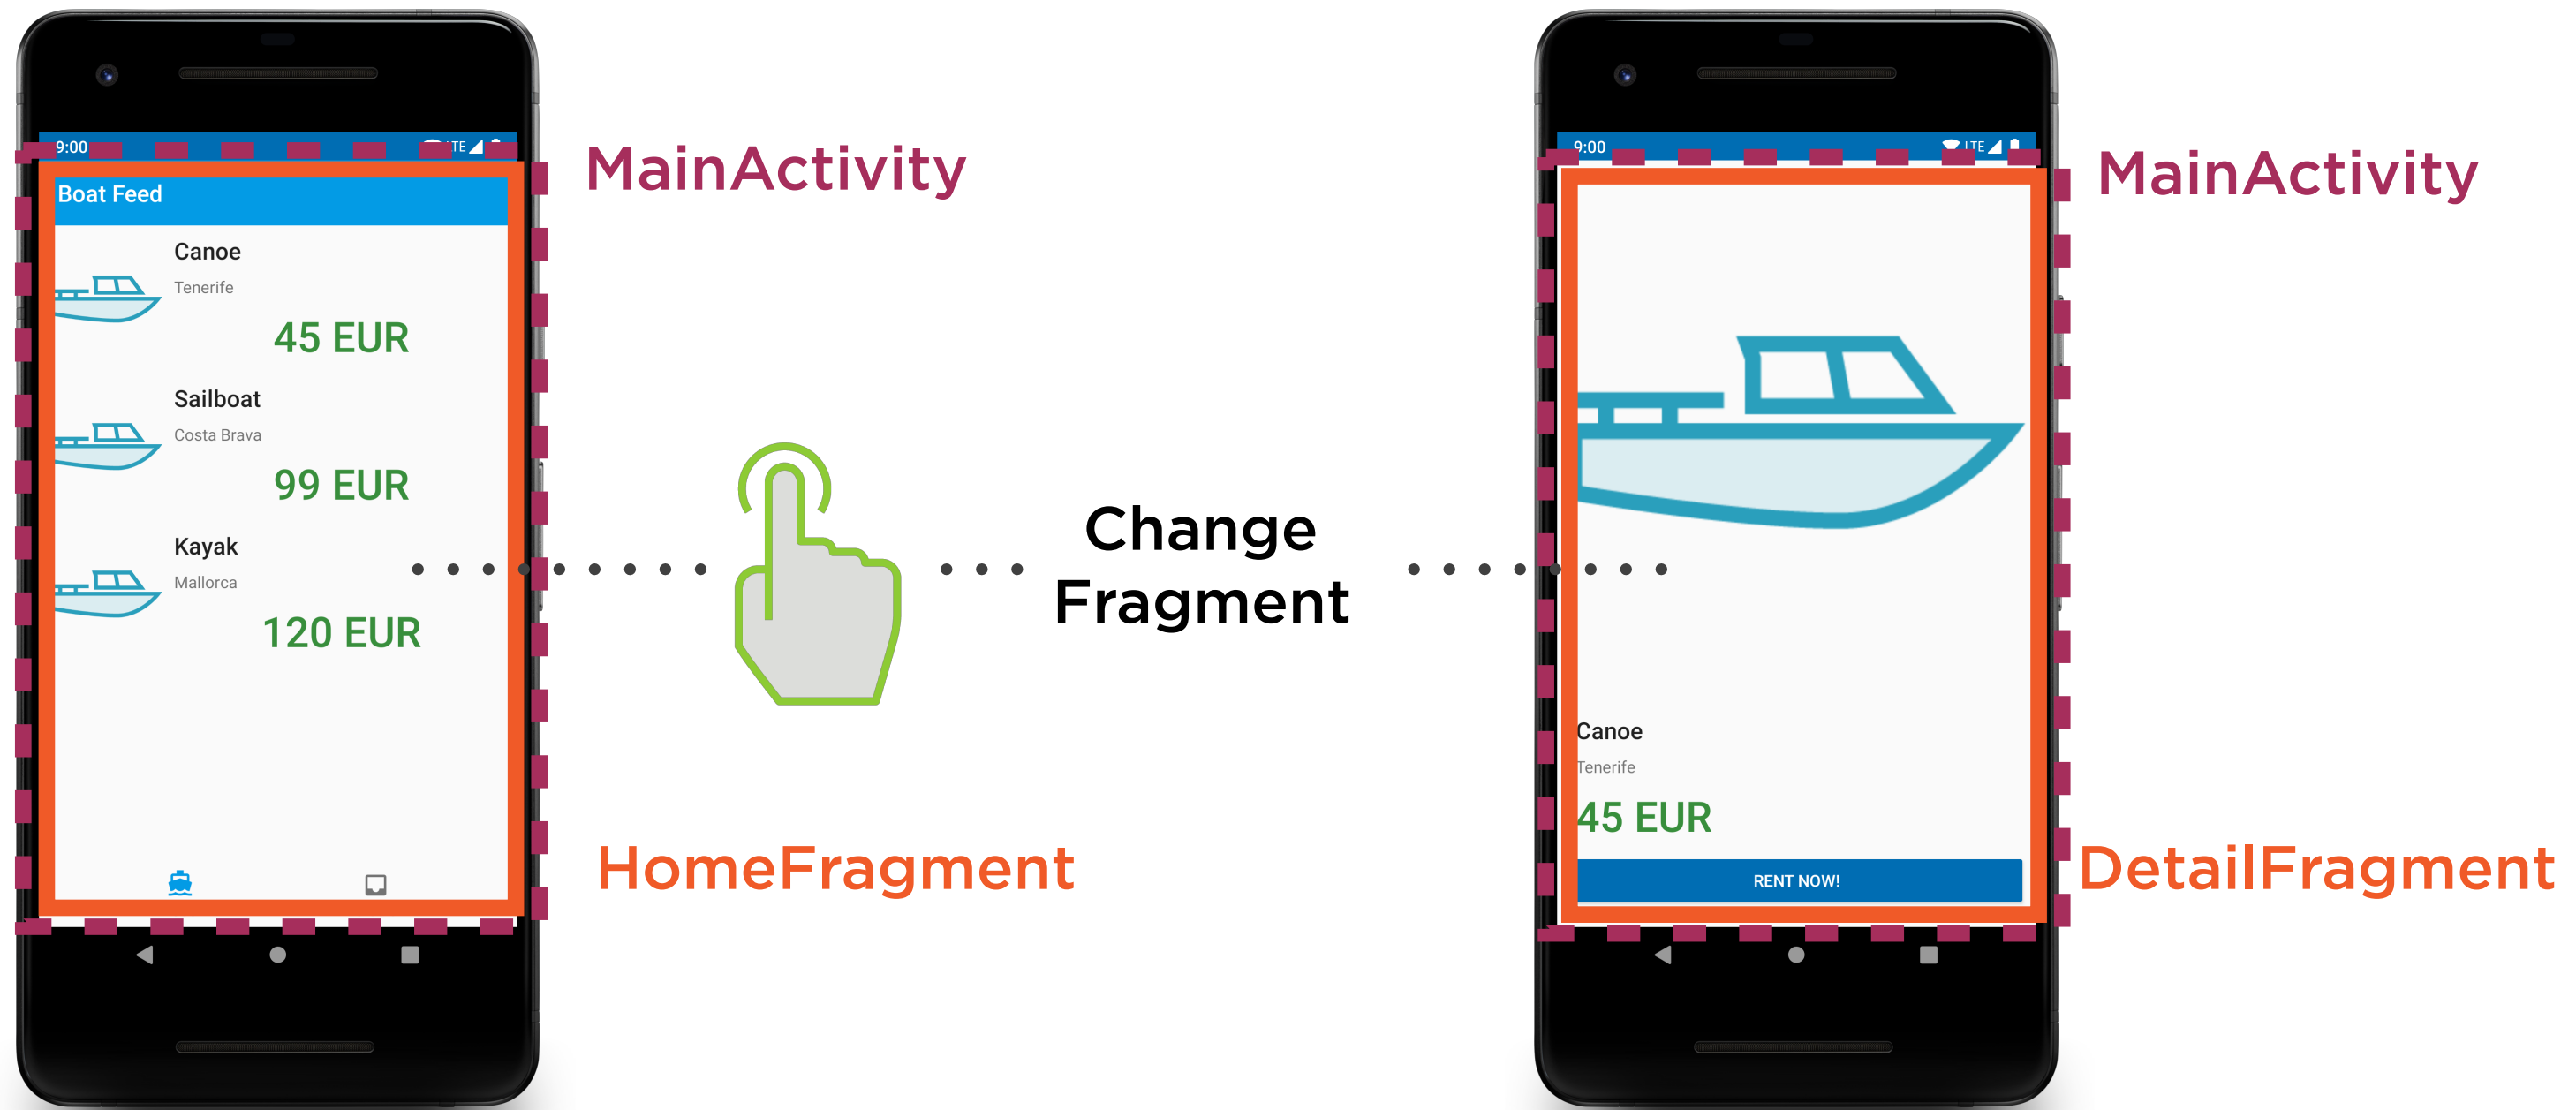 9:00
LTE
MainActivity
Boat Feed
Canoe
Tenerife
45 EUR
Sailboat
Costa Brava
99 EUR
Kayak
Mallorca
120 EUR
HomeFragment
Change
Fragment
9:00
LTE
MainActivity
Canoe
Tenerife
45 EUR
RENT NOW!
DetailFragment